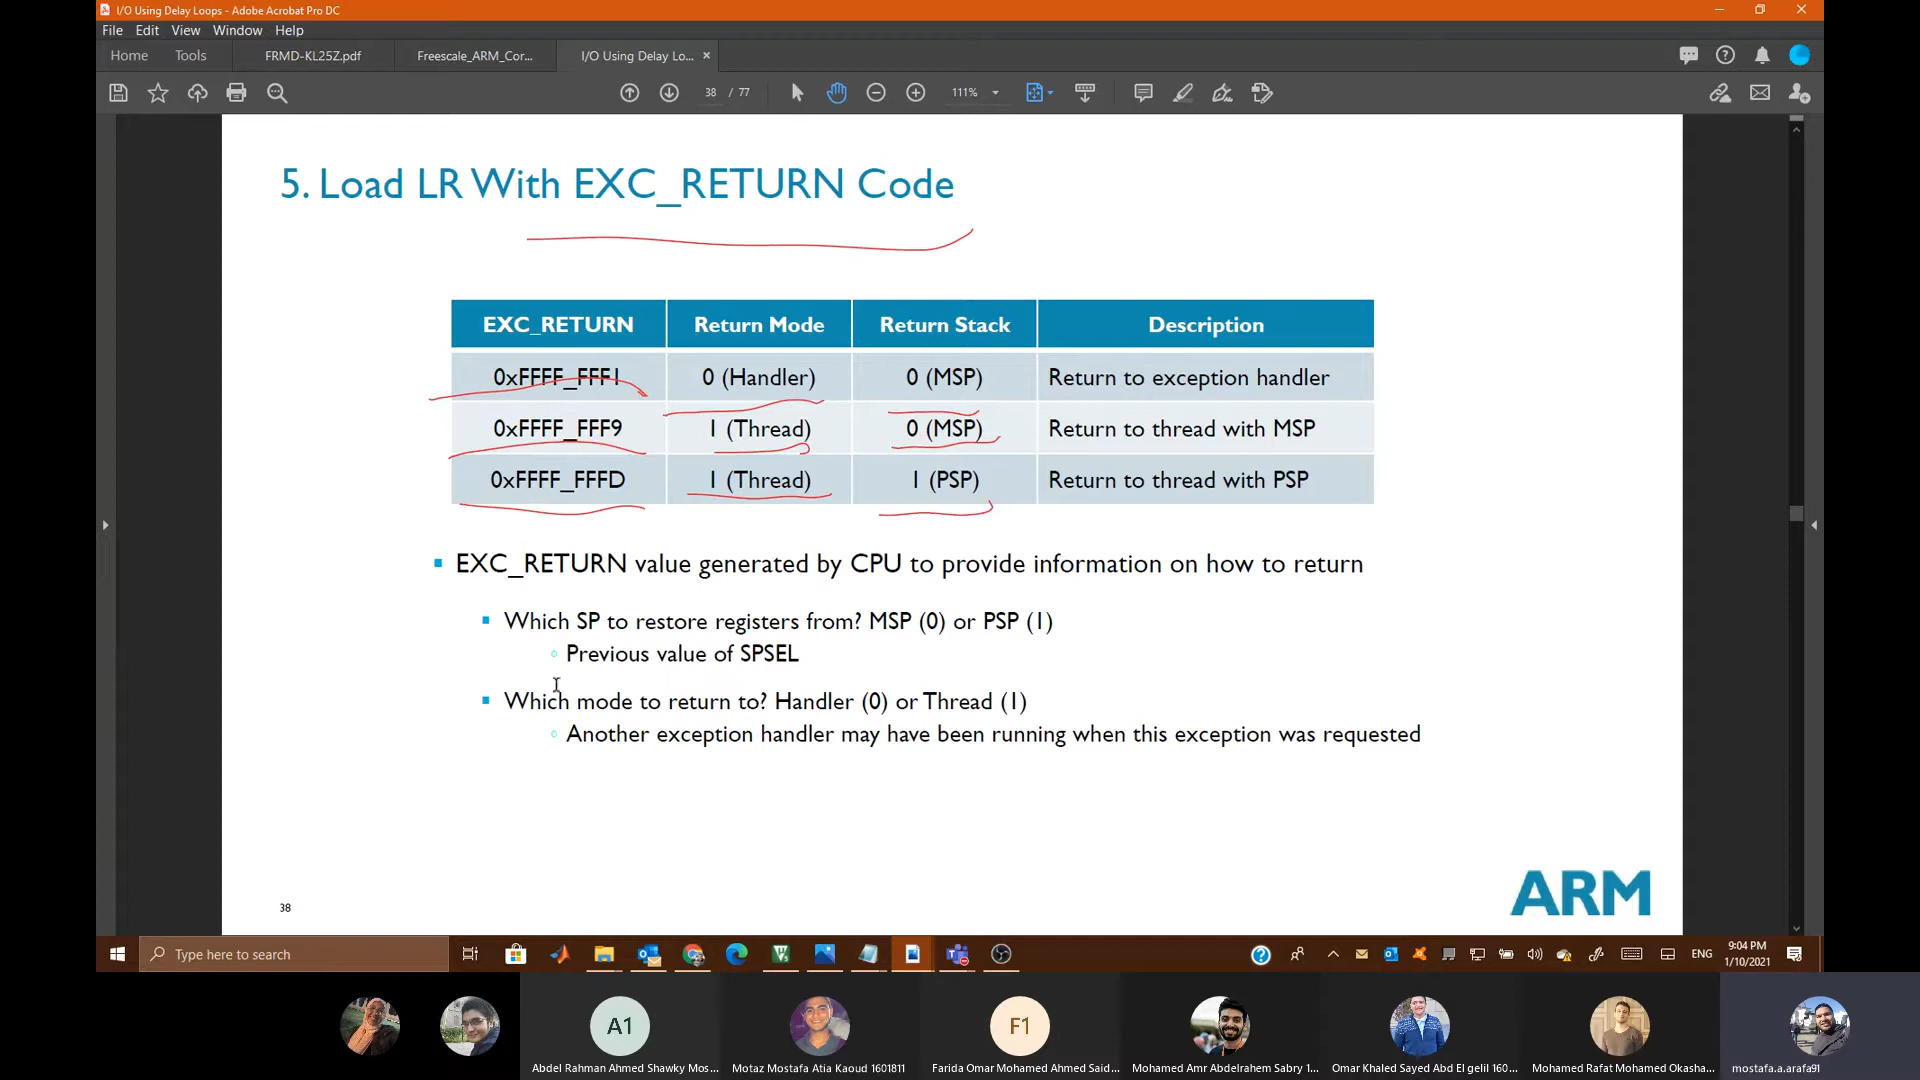 I/O Using Delay Loops - Adobe Acrobat Pro DC
File Edit View Window Help
Home Tools FRMD-KL25Z.pdf Freescale_ARM_Cor... I/O Using Delay Lo... ×
38 / 77 111%
5. Load LR With EXC_RETURN Code
EXC_RETURN Return Mode Return Stack Description
0xFFFF_FFF1 0 (Handler) 0 (MSP) Return to exception handler
0xFFFF_FFF9 1 (Thread) 0 (MSP) Return to thread with MSP
0xFFFF_FFFD 1 (Thread) 1 (PSP) Return to thread with PSP
EXC_RETURN value generated by CPU to provide information on how to return
Which SP to restore registers from? MSP (0) or PSP (1)
Previous value of SPSEL
Which mode to return to? Handler (0) or Thread (1)
Another exception handler may have been running when this exception was requested
38
ARM
Type here to search
ENG
9:04 PM
1/10/2021
A1 F1
Abdel Rahman Ahmed Shawky Mos... Motaz Mostafa Atia Kaoud 1601811 Farida Omar Mohamed Ahmed Said... Mohamed Amr Abdelrahem Sabry 1... Omar Khaled Sayed Abd El gelil 160... Mohamed Rafat Mohamed Okasha... mostafa.a.arafa91